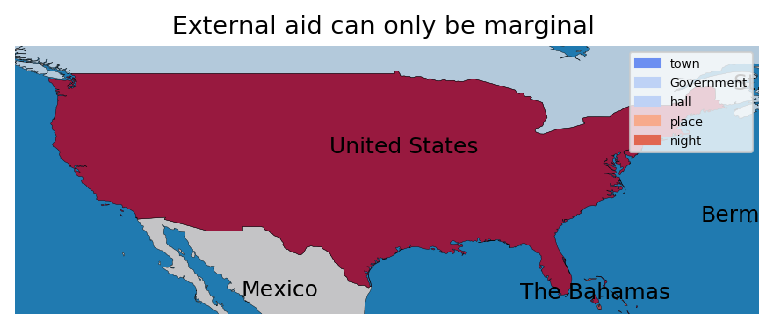 External aid can only be marginal
town
Government
hall
place
night
United States
Berm
Mexico
The Bahamas